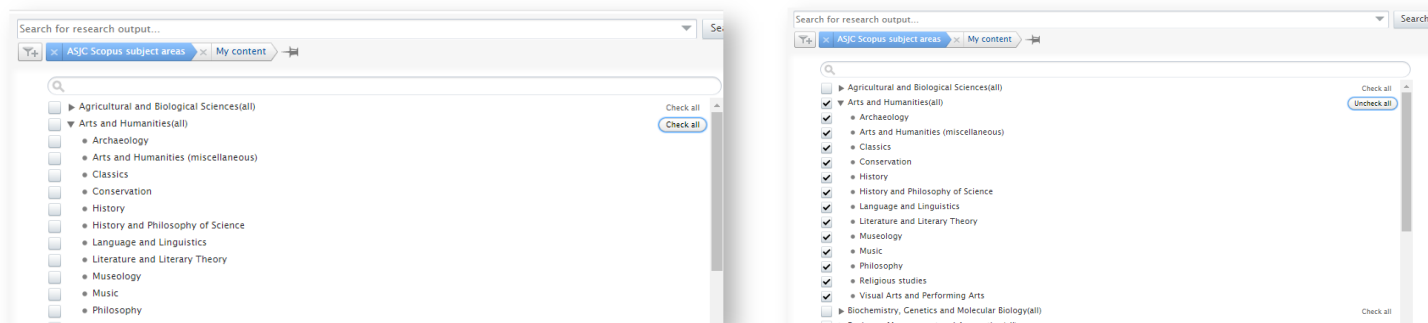 Search for research output...
Sea
ASJC Scopus subject areas
My content
Agricultural and Biological Sciences(all)
Check all
Arts and Humanities(all)
Check all
Archaeology
Arts and Humanities (miscellaneous)
Classics
Conservation
History
History and Philosophy of Science
Language and Linguistics
Literature and Literary Theory
Museology
Music
Philosophy
Search for research output...
Search
ASJC Scopus subject areas
My content
Agricultural and Biological Sciences(all)
Check all
Arts and Humanities(all)
Uncheck all
Archaeology
Arts and Humanities (miscellaneous)
Classics
Conservation
History
History and Philosophy of Science
Language and Linguistics
Literature and Literary Theory
Museology
Music
Philosophy
Religious studies
Visual Arts and Performing Arts
Biochemistry, Genetics and Molecular Biology(all)
Check all